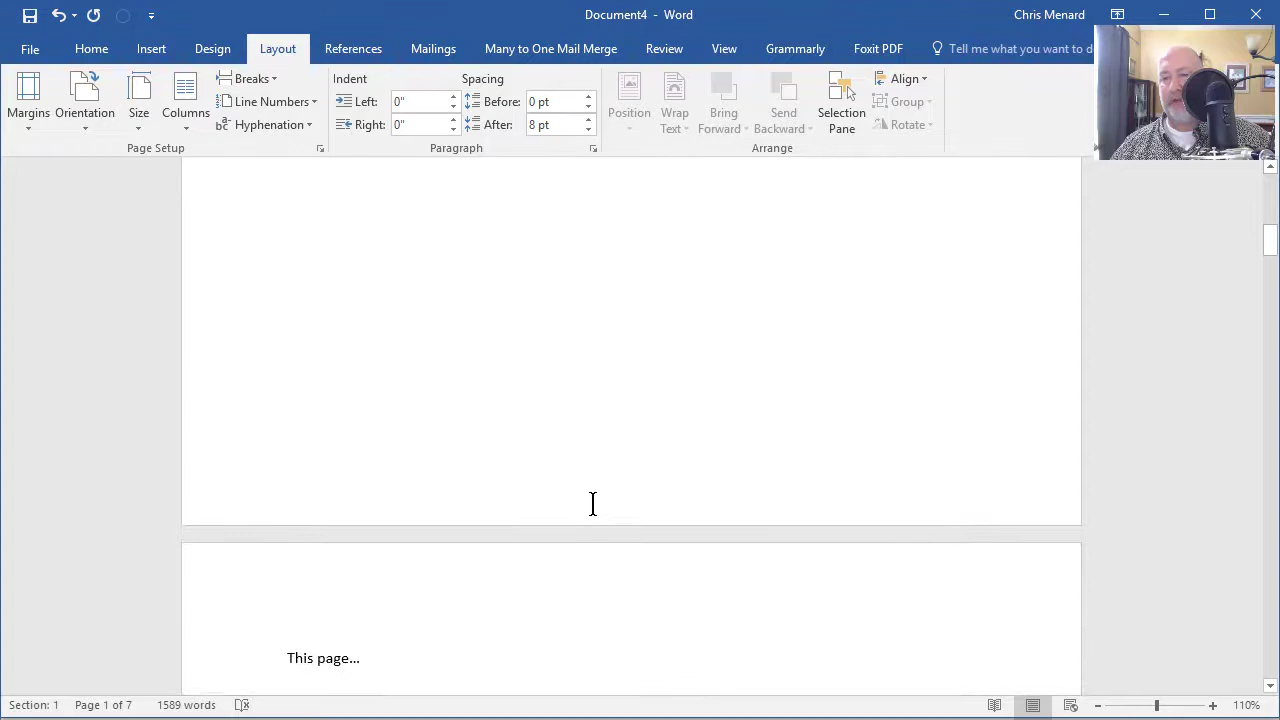 Document4 - Word
Chris Menard
File
Home
Insert
Design
Layout
References
Mailings
Many to One Mail Merge
Review
View
Grammarly
Foxit PDF
Tell me what you want to do
Margins
Orientation
Size
Columns
Breaks
Line Numbers
Hyphenation
Page Setup
Indent
Left: 0"
Right: 0"
Spacing
Before: 0 pt
After: 8 pt
Paragraph
Position
Wrap
Text
Bring
Forward
Send
Backward
Selection
Pane
Align
Group
Rotate
Arrange
This page...
Section: 1
Page 1 of 7
1589 words
110%